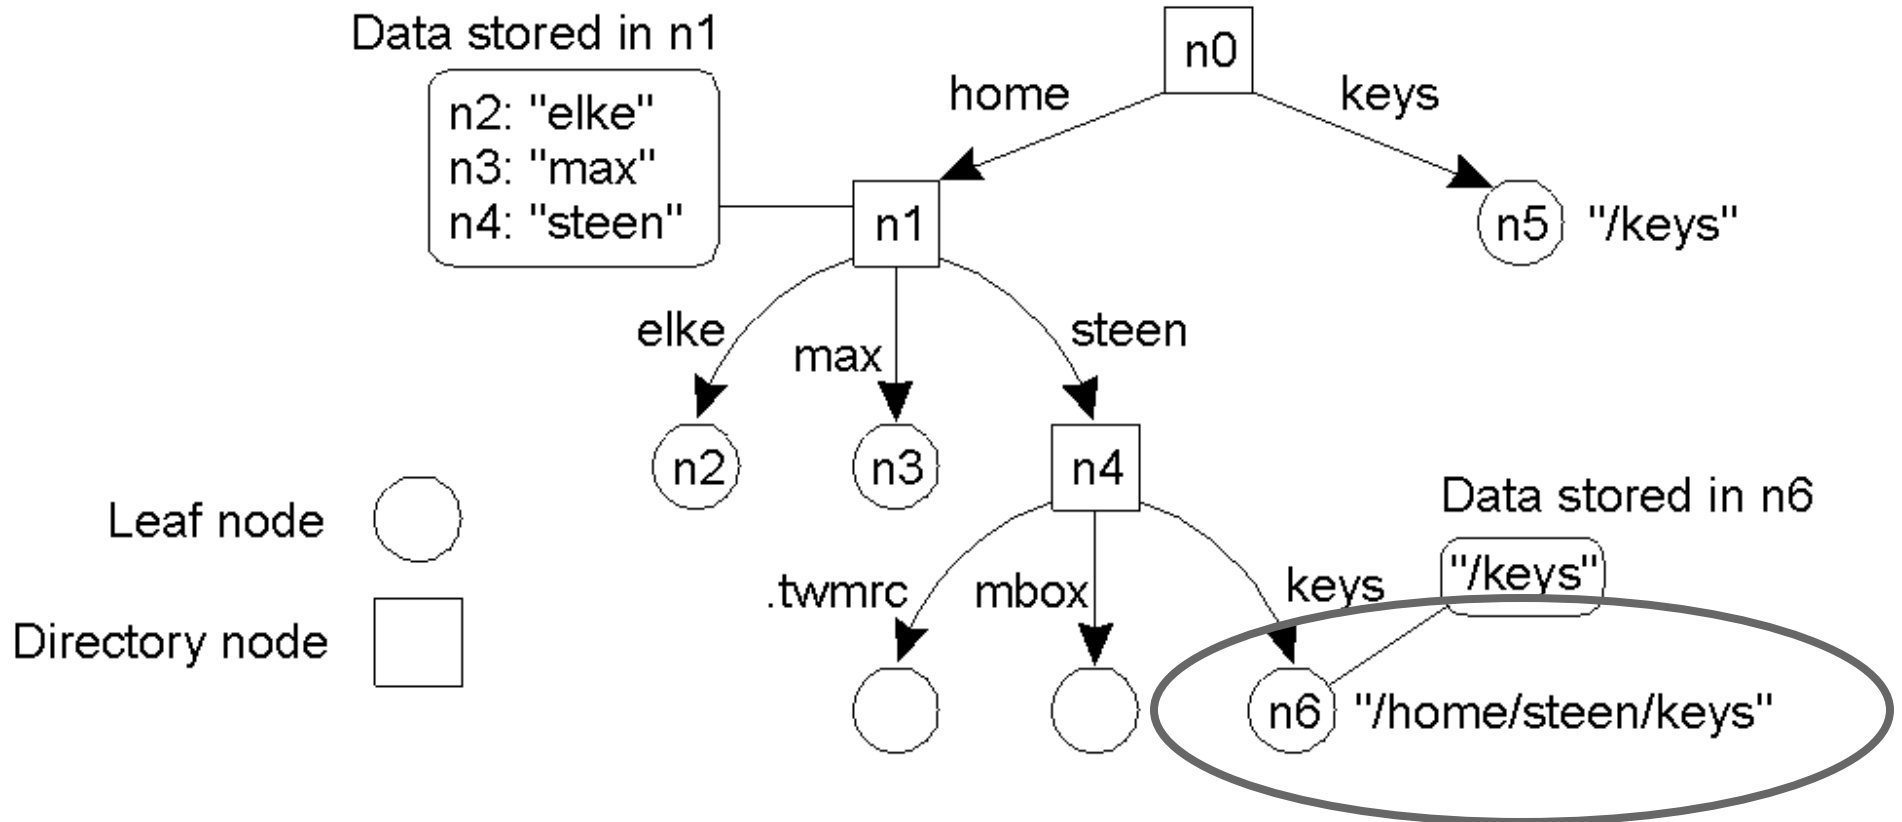 Data stored in n1
n0
home
keys
n2: "elke"
n3: "max"
n4: "steen"
n1
n5 "/keys"
elke
max
steen
n2
n3
n4
Data stored in n6
Leaf node
"/keys"
.twmrc
mbox
keys
Directory node
n6 "/home/steen/keys"